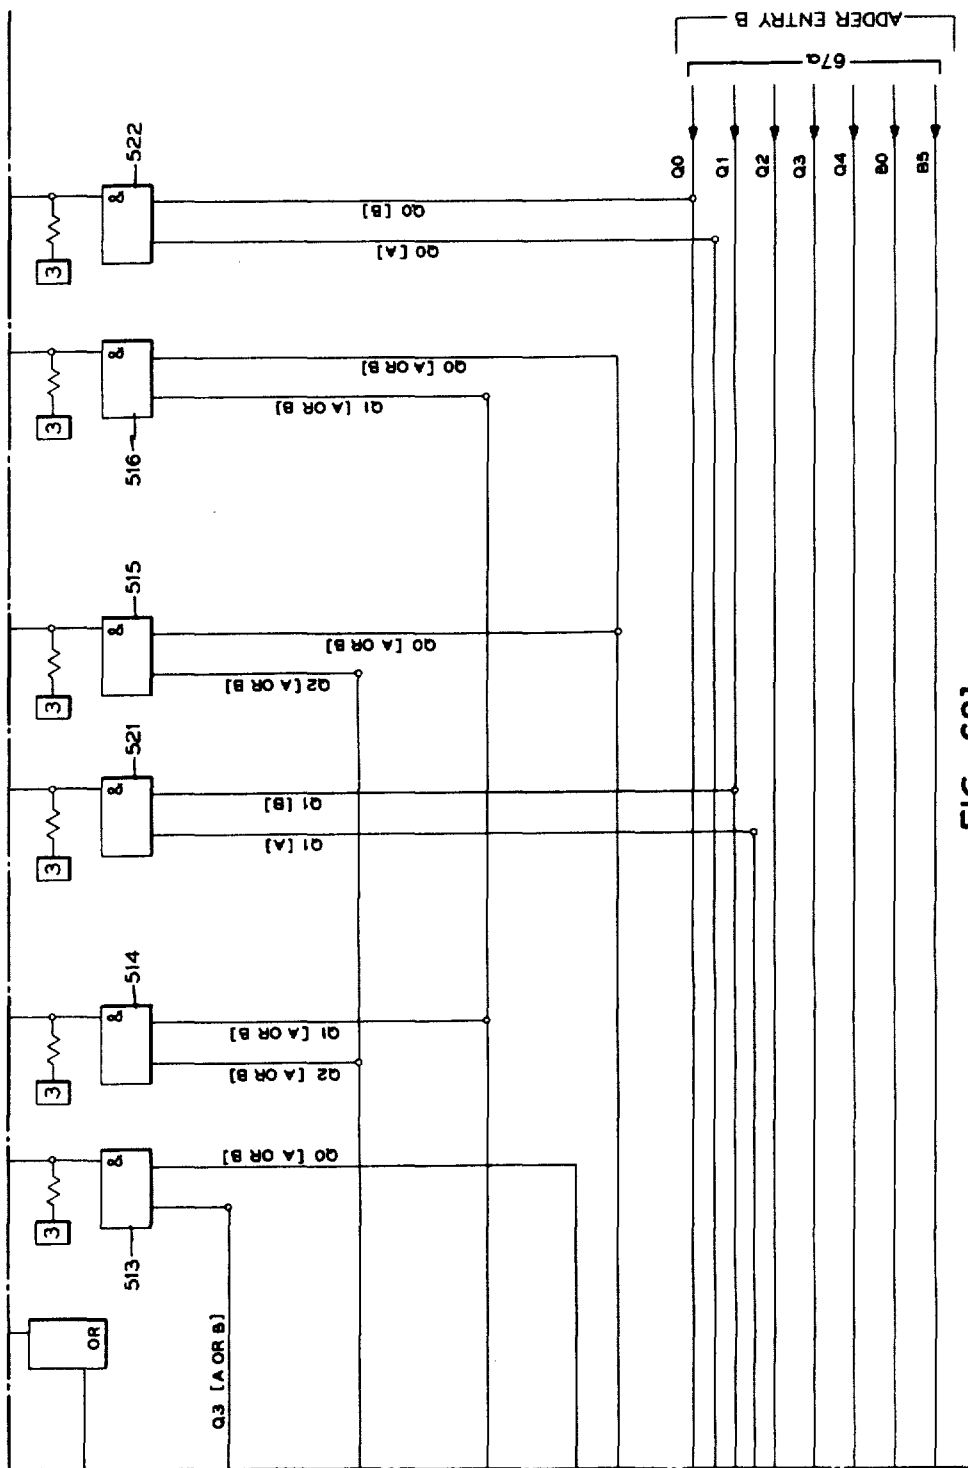 ADDER ENTRY B
67a
Q0
Q1
Q2
Q3
Q4
B0
B5
3
&
522
Q0 [B]
Q0 [A]
3
&
516
Q0 [A OR B]
Q1 [A OR B]
3
&
515
Q0 [A OR B]
Q2 [A OR B]
3
&
521
Q1 [B]
Q1 [A]
3
&
514
Q1 [A OR B]
Q2 [A OR B]
3
&
513
Q0 [A OR B]
Q3 [A OR B]
OR